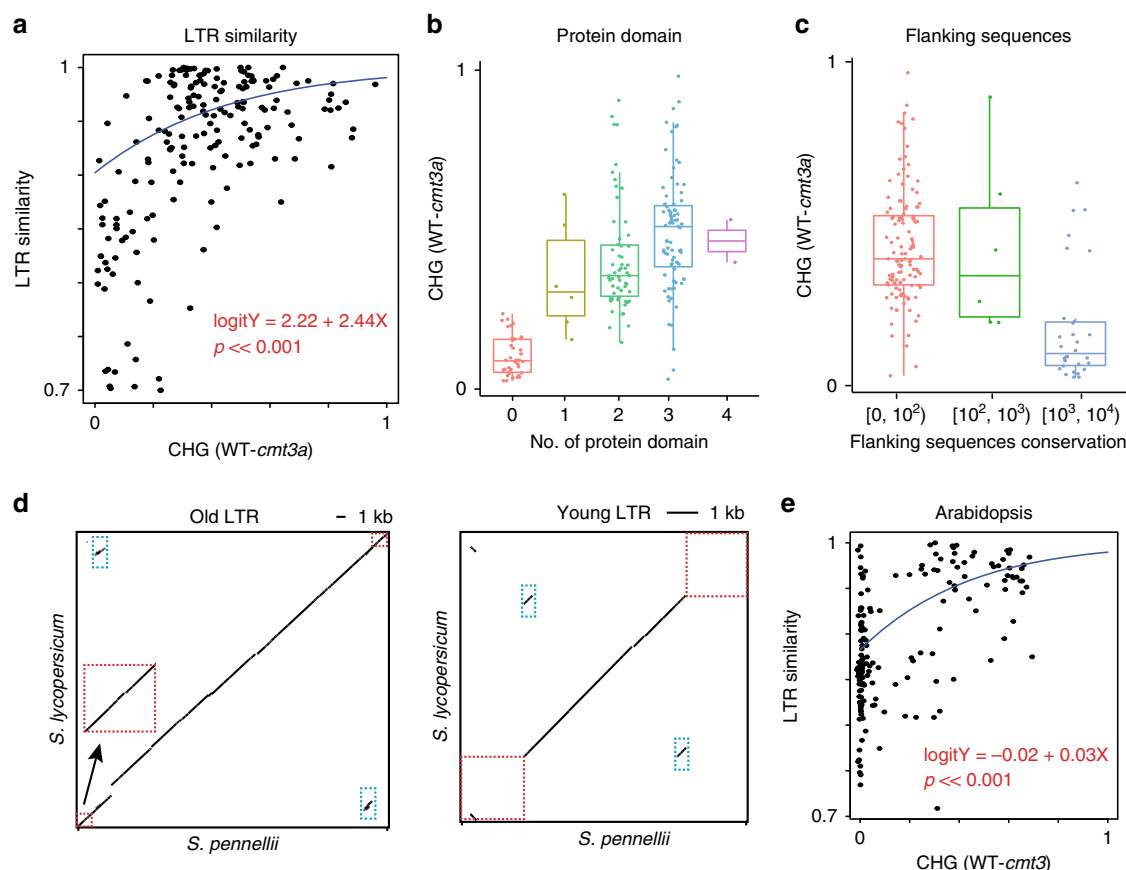 a
LTR similarity
1
0.7
LTR similarity
logitY = 2.22 + 2.44X
p << 0.001
0
1
CHG (WT-cmt3a)
b
Protein domain
1
0
CHG (WT-cmt3a)
0 1 2 3 4
No. of protein domain
c
Flanking sequences
1
0
CHG (WT-cmt3a)
[0, 10²) [10², 10³) [10³, 10⁴)
Flanking sequences conservation
d
Old LTR
1 kb
S. lycopersicum
S. pennellii
Young LTR
1 kb
S. lycopersicum
S. pennellii
e
Arabidopsis
1
0.7
LTR similarity
logitY = –0.02 + 0.03X
p << 0.001
0
1
CHG (WT-cmt3)